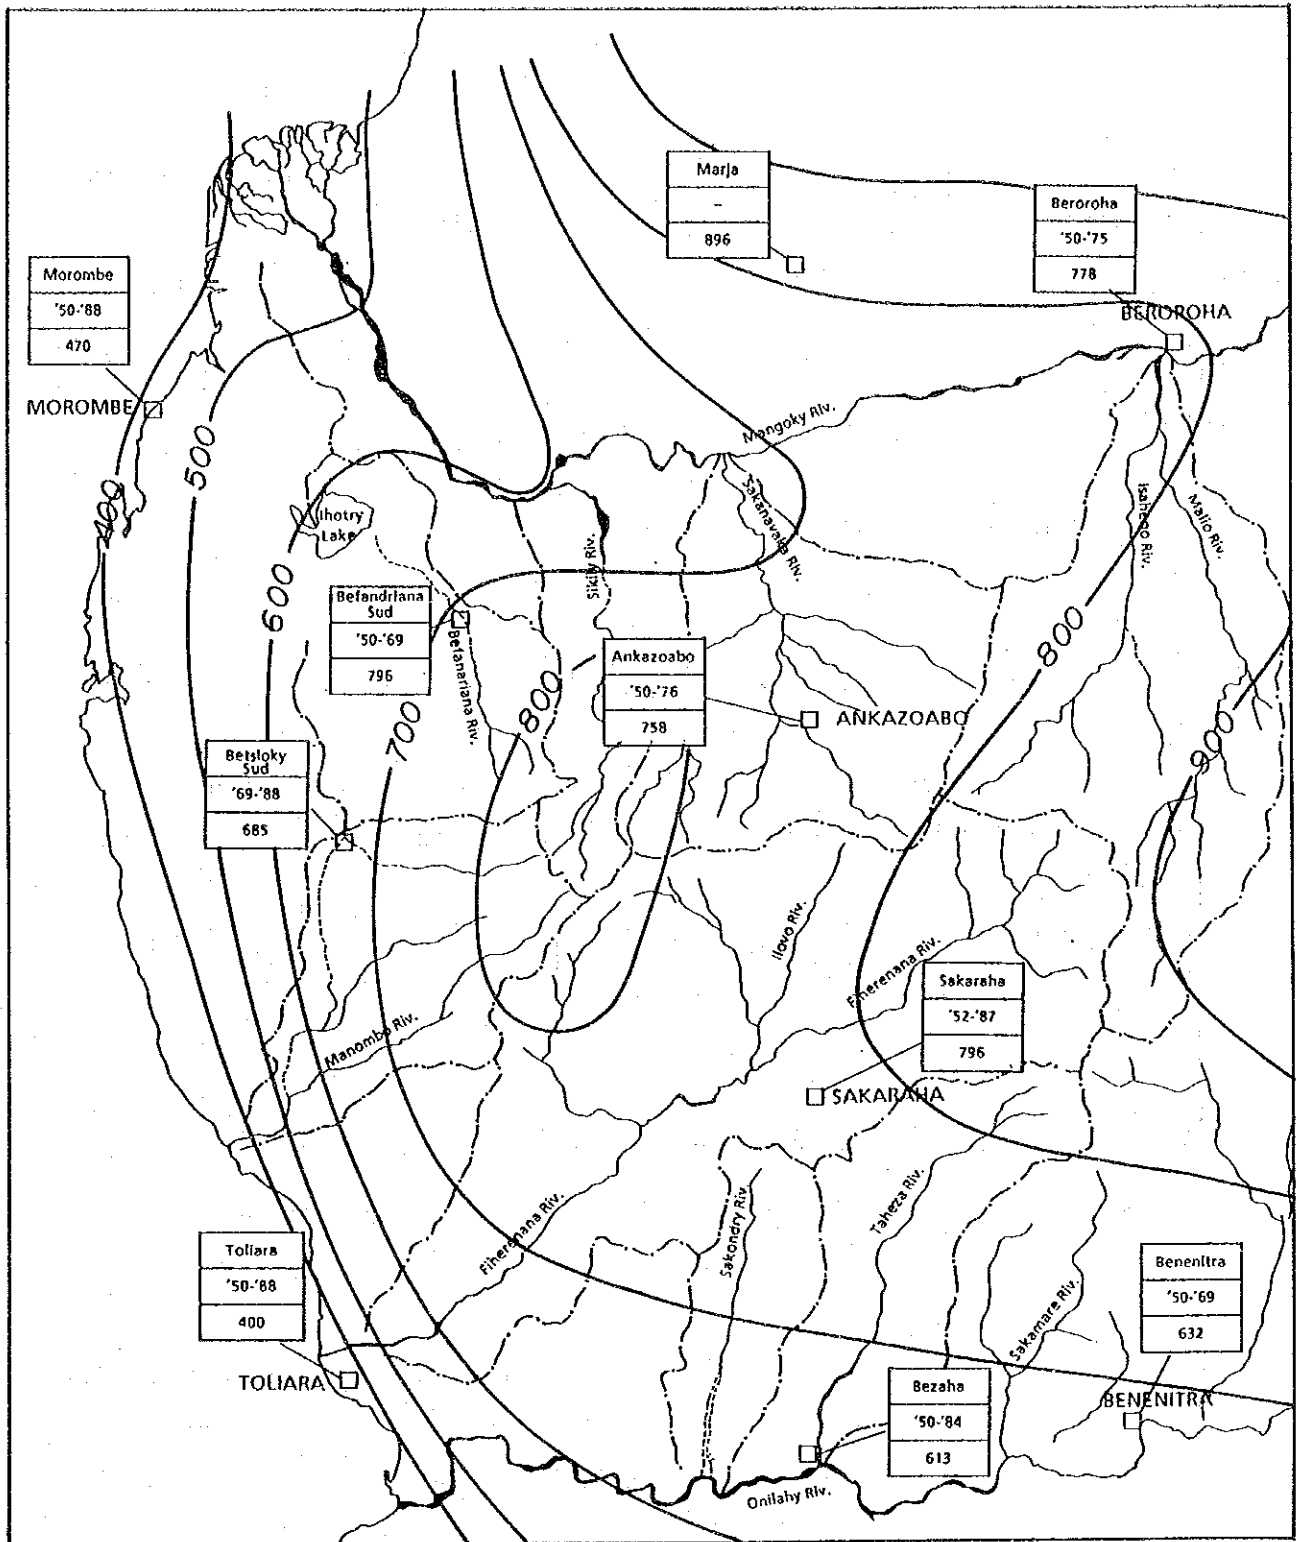 Marja
-
896
Beroroha
'50-'75
778
BEROROHA
Morombe
'50-'88
470
MOROMBE
500
400
Mangoky Riv.
Ihotry
Lake
Sakanavaka Riv.
Isahego Riv.
Malio Riv.
Sikily Riv.
600
Befandriana
Sud
'50-'69
796
Befanariana Riv.
800
Ankazoabo
'50-'76
758
ANKAZOABO
800
700
900
Betsloky
Sud
'69-'88
685
Ilovo Riv.
Fiherenana Riv.
Sakaraha
'52-'87
796
SAKARAHA
Manombo Riv.
Taheza Riv.
Sakondry Riv.
Fiherenana Riv.
Toliara
'50-'88
400
TOLIARA
Sakamare Riv.
Benenitra
'50-'69
632
BENENITRA
Bezaha
'50-'84
613
Onilahy Riv.